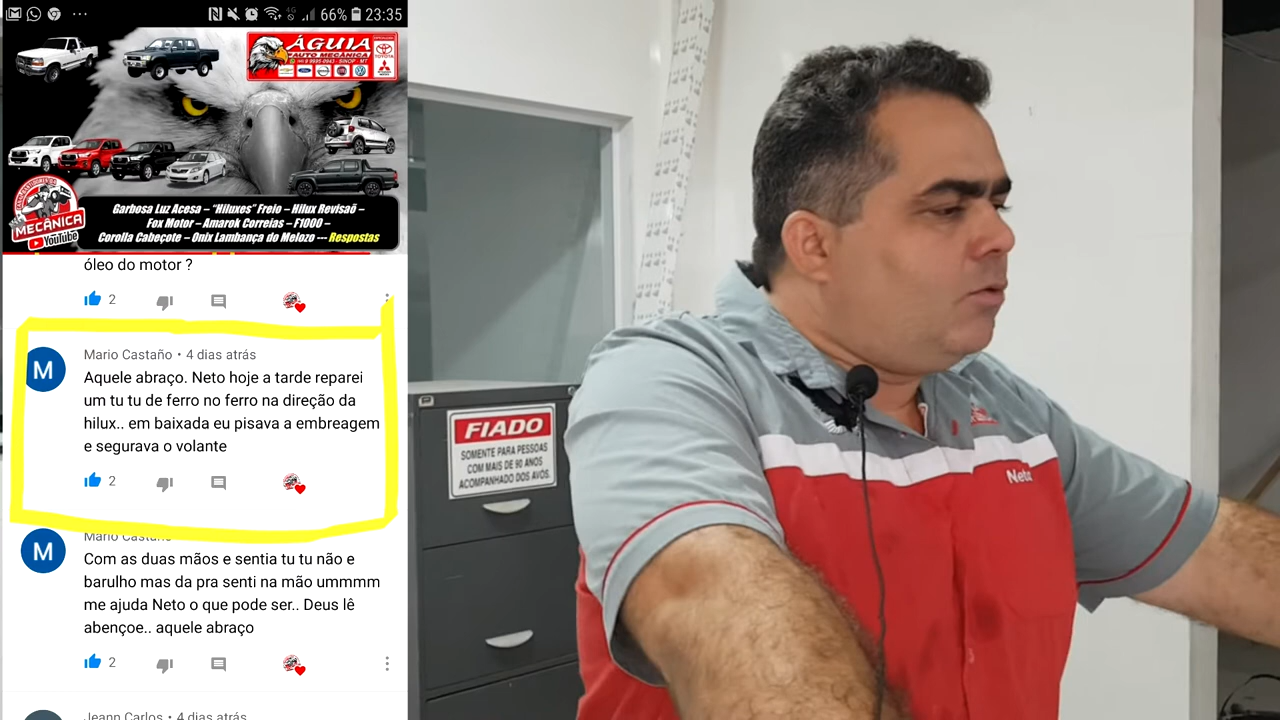 66% 23:35
ÁGUIA
AUTO MECÂNICA
SINOP - MT
TOYOTA
Garbosa Luz Acesa – “Hiluxes” Freio – Hilux Revisaõ –
Fox Motor – Amarok Correias – F1000 –
Corolla Cabeçote – Onix Lambança do Melozo --- Respostas
MECÂNICA
YouTube
óleo do motor ?
2
M
Mario Castaño • 4 dias atrás
Aquele abraço. Neto hoje a tarde reparei
um tu tu de ferro no ferro na direção da
hilux.. em baixada eu pisava a embreagem
e segurava o volante
2
M
Mario Castaño
Com as duas mãos e sentia tu tu não e
barulho mas da pra senti na mão ummmm
me ajuda Neto o que pode ser.. Deus lê
abençoe.. aquele abraço
2
Jeann Carlos • 4 dias atrás
FIADO
SOMENTE PARA PESSOAS
COM MAIS DE 90 ANOS
ACOMPANHADO DOS AVÓS
Neto